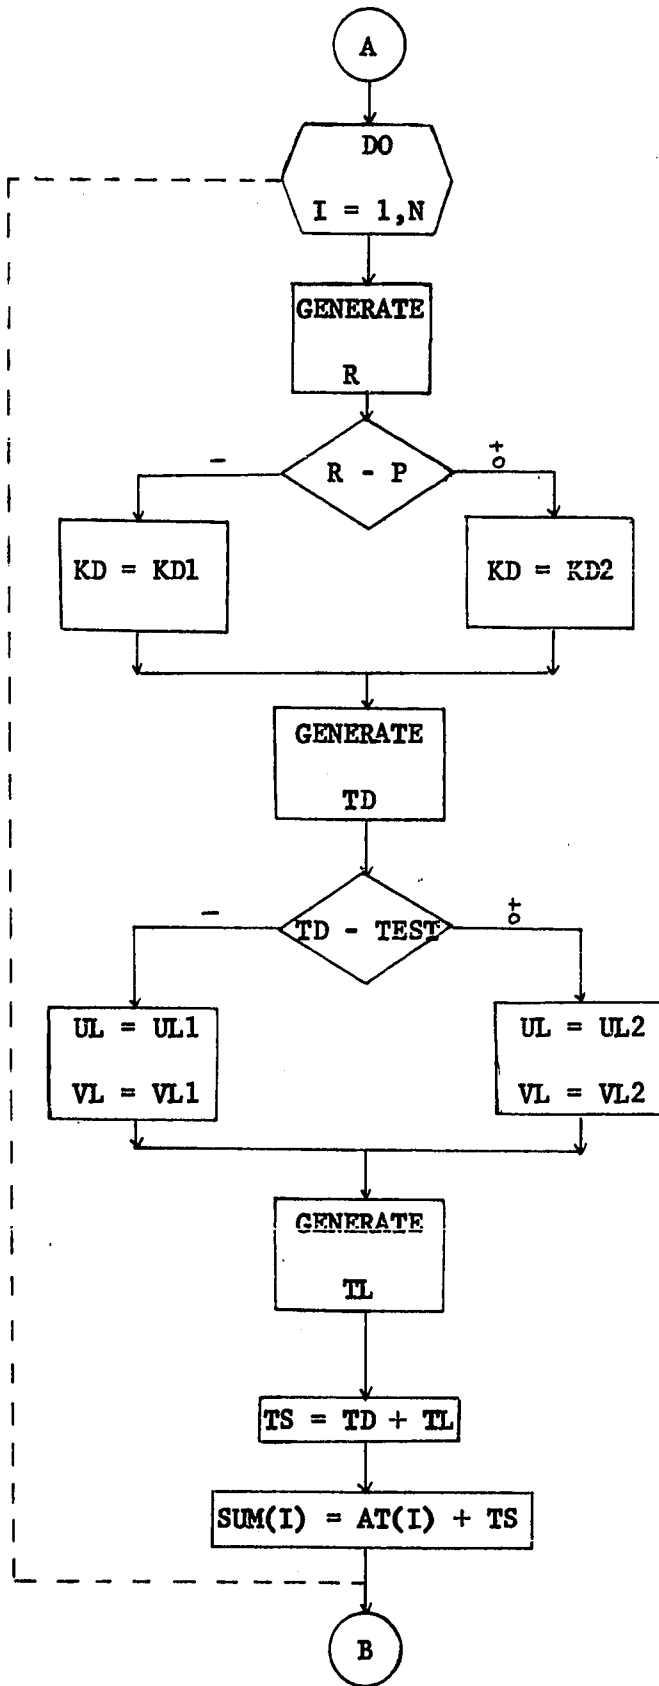 A
DO
I = 1,N
GENERATE
R
R - P
-
+
0
KD = KD1
KD = KD2
GENERATE
TD
TD - TEST
-
+
0
UL = UL1
VL = VL1
UL = UL2
VL = VL2
GENERATE
TL
TS = TD + TL
SUM(I) = AT(I) + TS
B